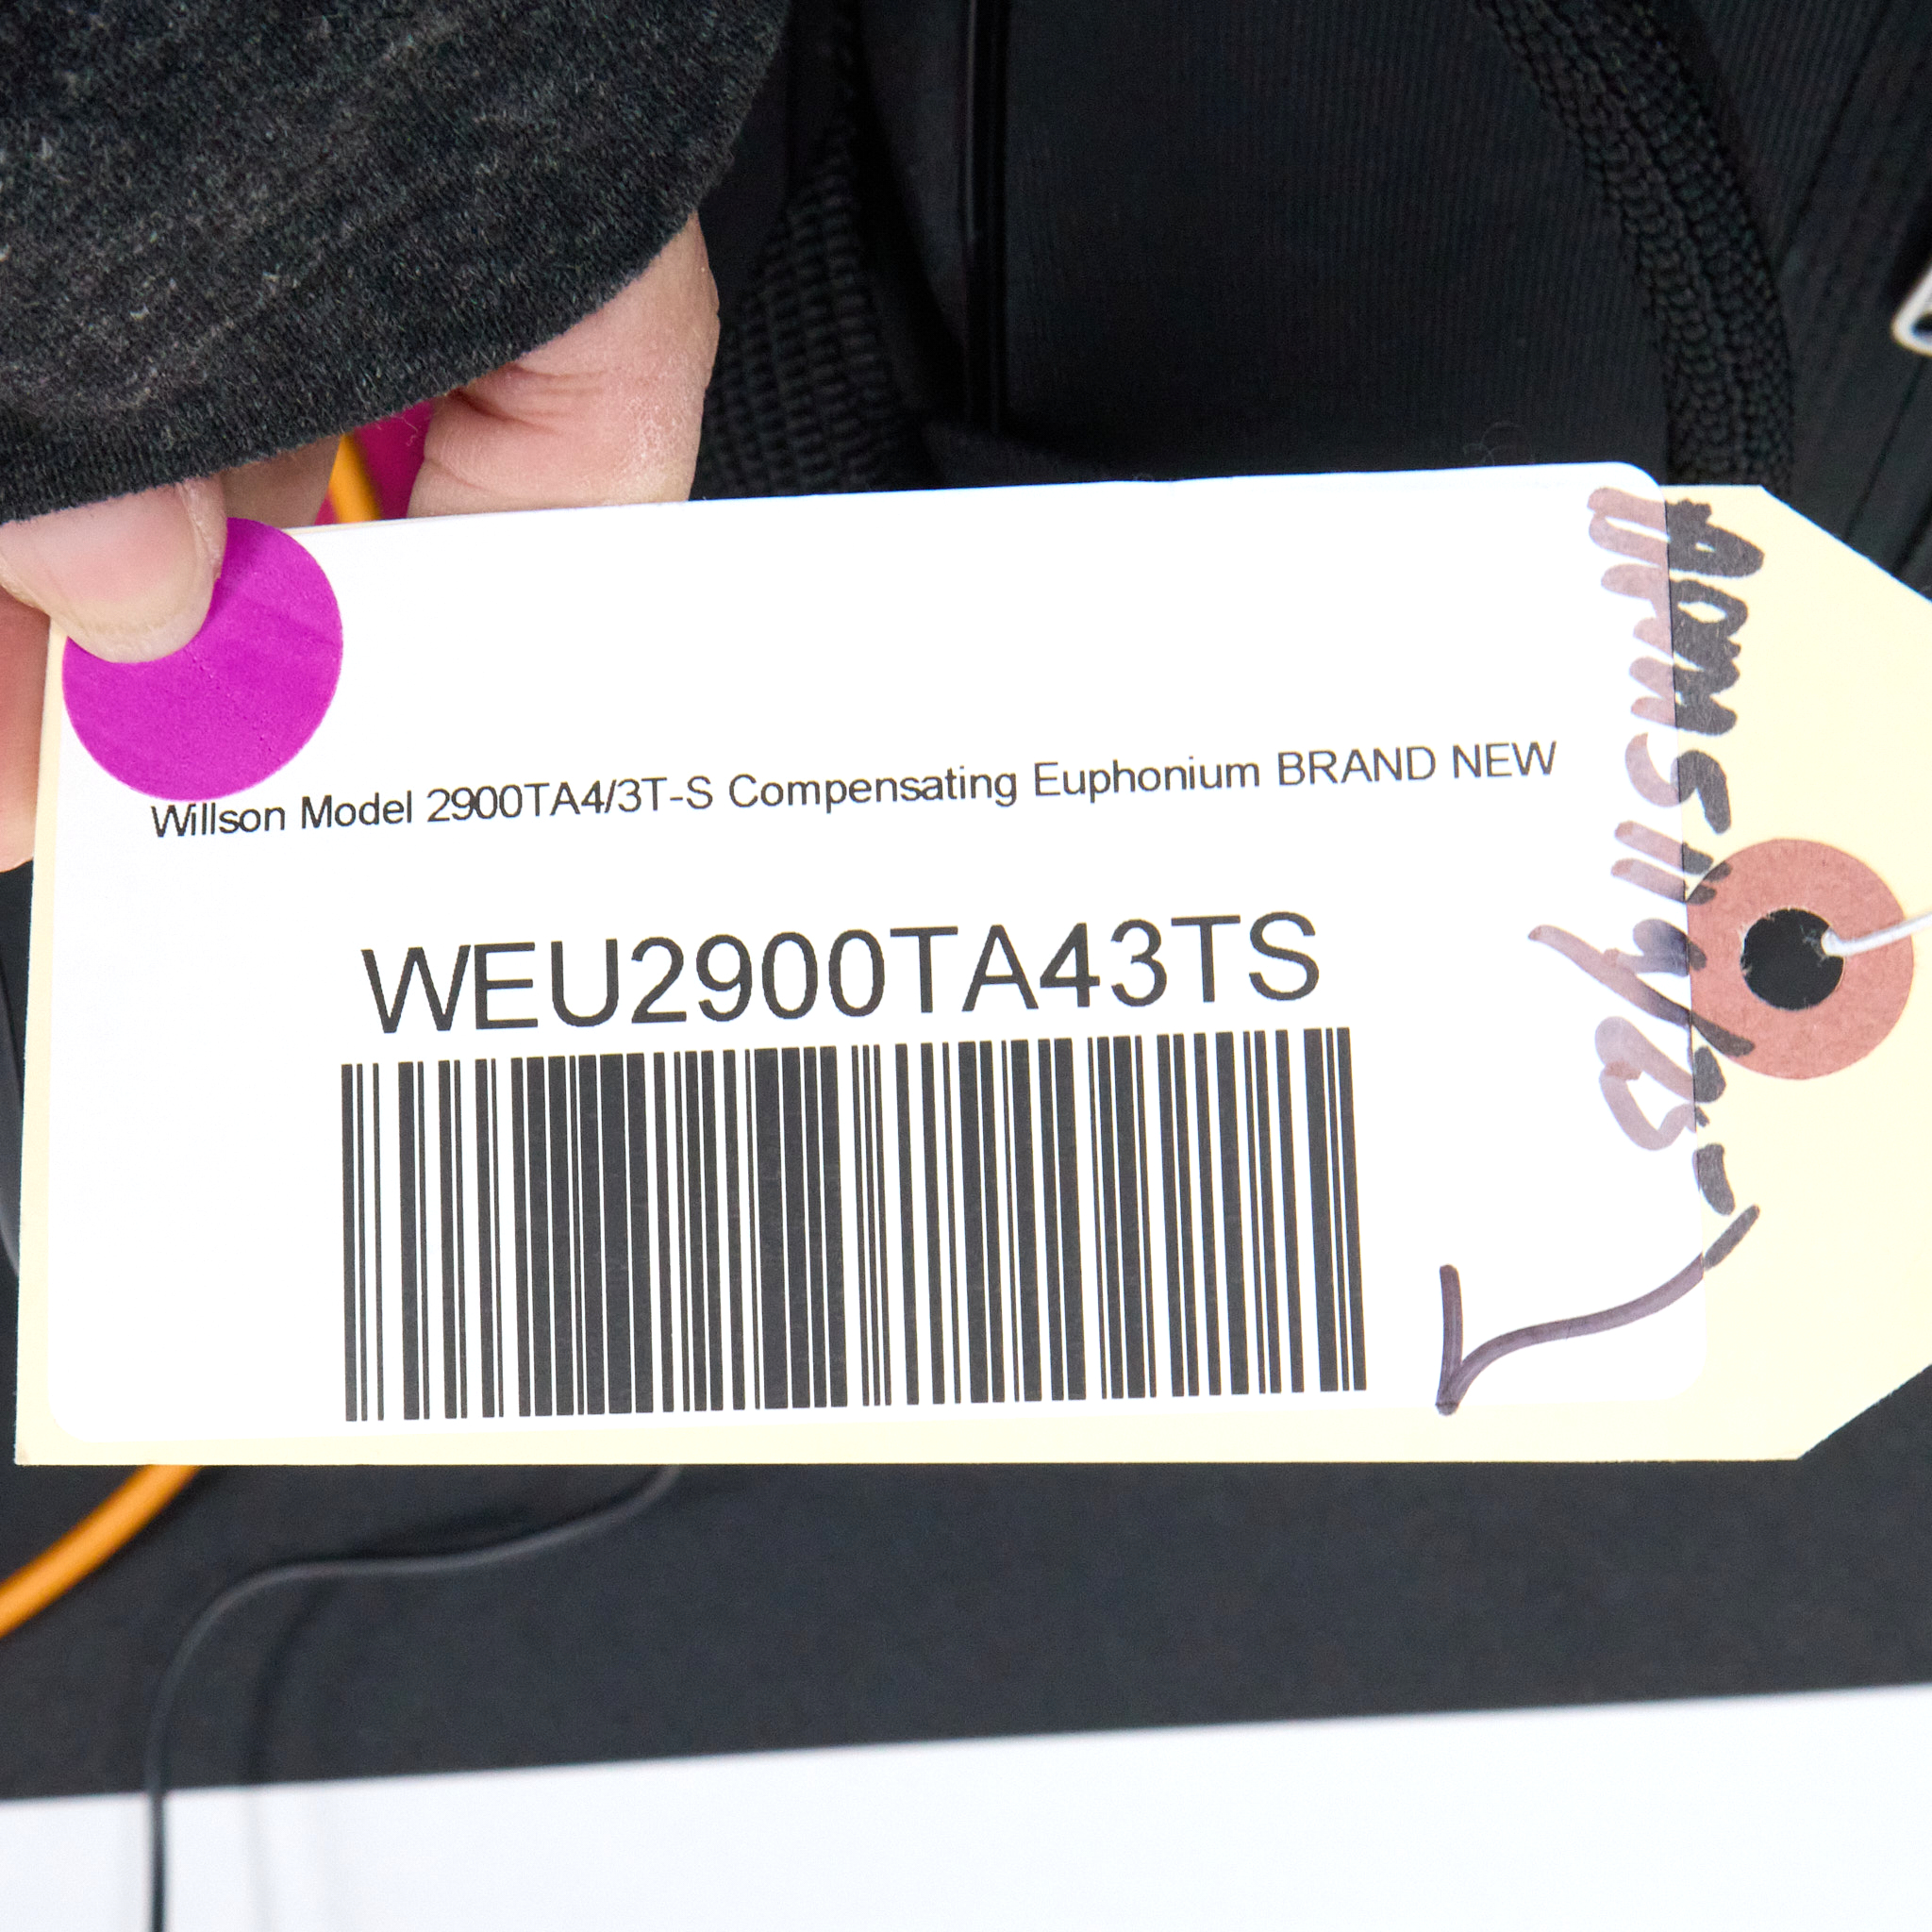 Willson Model 2900TA4/3T-S Compensating Euphonium BRAND NEW
WEU2900TA43TS